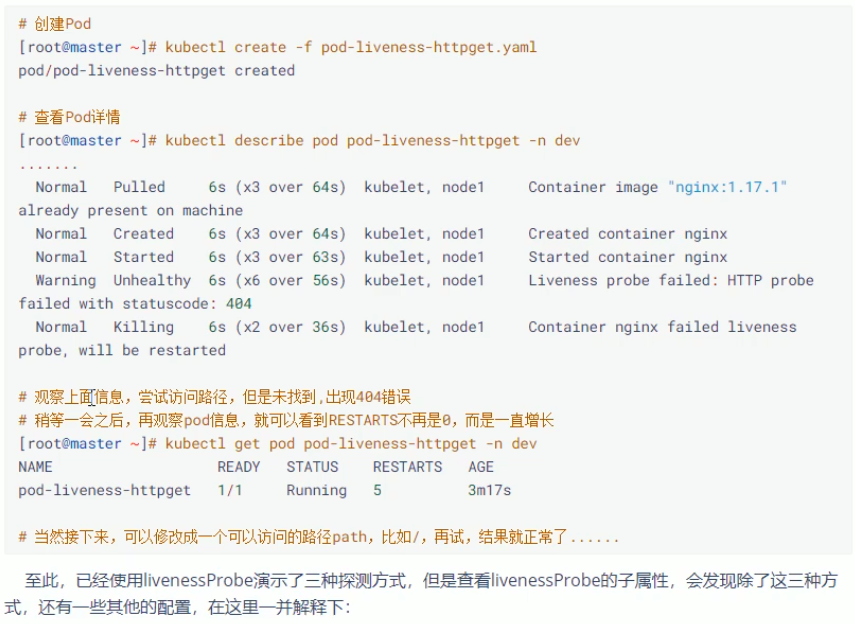 # 创建Pod
[root@master ~]# kubectl create -f pod-liveness-httpget.yaml
pod/pod-liveness-httpget created
# 查看Pod详情
[root@master ~]# kubectl describe pod pod-liveness-httpget -n dev
.......
Normal Pulled 6s (x3 over 64s) kubelet, node1 Container image "nginx:1.17.1"
already present on machine
Normal Created 6s (x3 over 64s) kubelet, node1 Created container nginx
Normal Started 6s (x3 over 63s) kubelet, node1 Started container nginx
Warning Unhealthy 6s (x6 over 56s) kubelet, node1 Liveness probe failed: HTTP probe
failed with statuscode: 404
Normal Killing 6s (x2 over 36s) kubelet, node1 Container nginx failed liveness
probe, will be restarted
# 观察上面信息，尝试访问路径，但是未找到,出现404错误
# 稍等一会之后，再观察pod信息，就可以看到RESTARTS不再是0，而是一直增长
[root@master ~]# kubectl get pod pod-liveness-httpget -n dev
NAME READY STATUS RESTARTS AGE
pod-liveness-httpget 1/1 Running 5 3m17s
# 当然接下来，可以修改成一个可以访问的路径path，比如/，再试，结果就正常了......
至此，已经使用livenessProbe演示了三种探测方式，但是查看livenessProbe的子属性，会发现除了这三种方
式，还有一些其他的配置，在这里一并解释下：